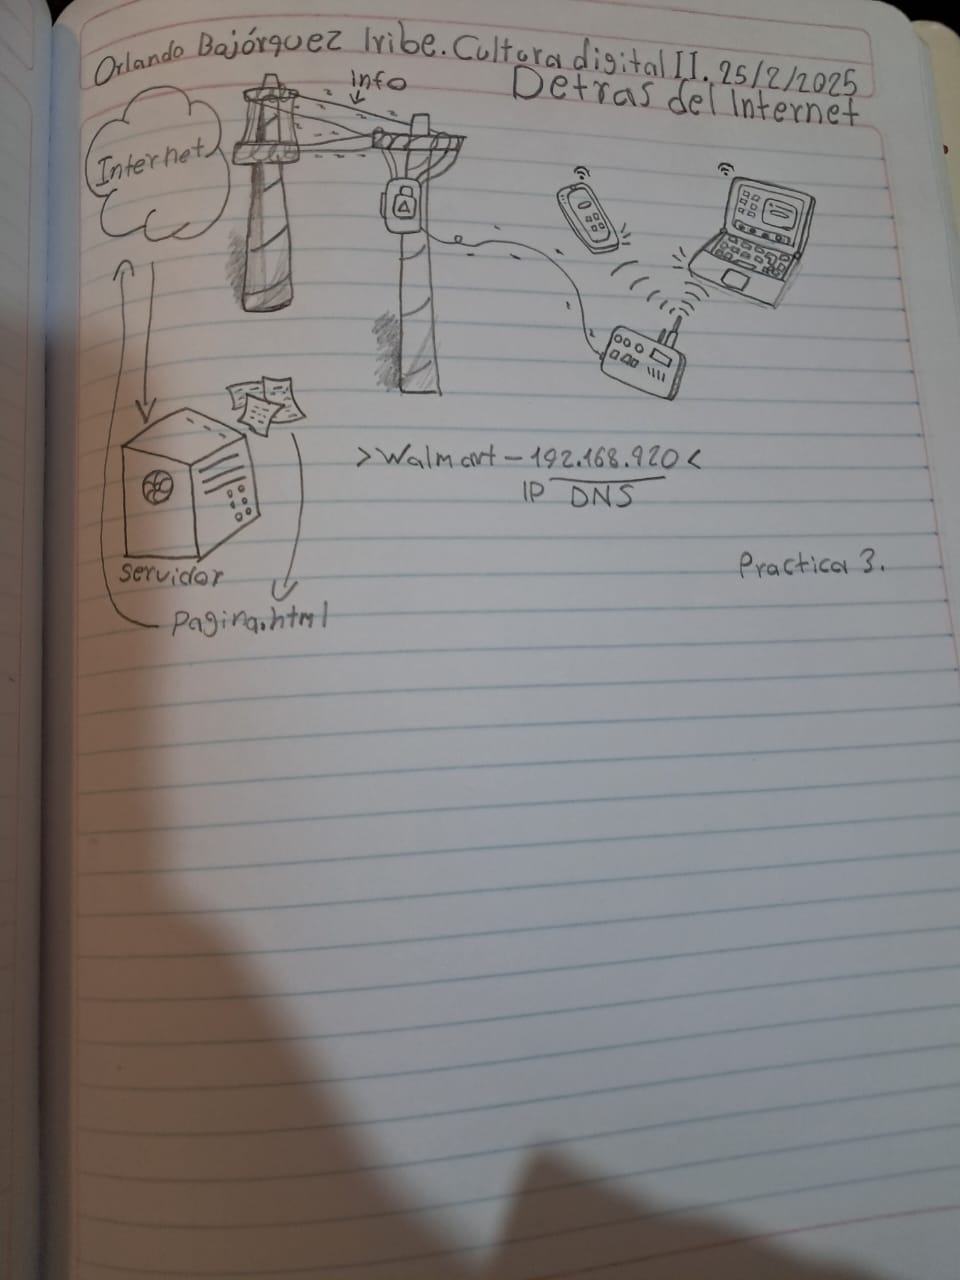 Orlando Bajórquez Iribe. Cultura digital II. 25/2/2025
Detras del Internet
info
Internet
>Walmart - 192.168.920<
IP DNS
servidor
Practica 3.
Pagina.html